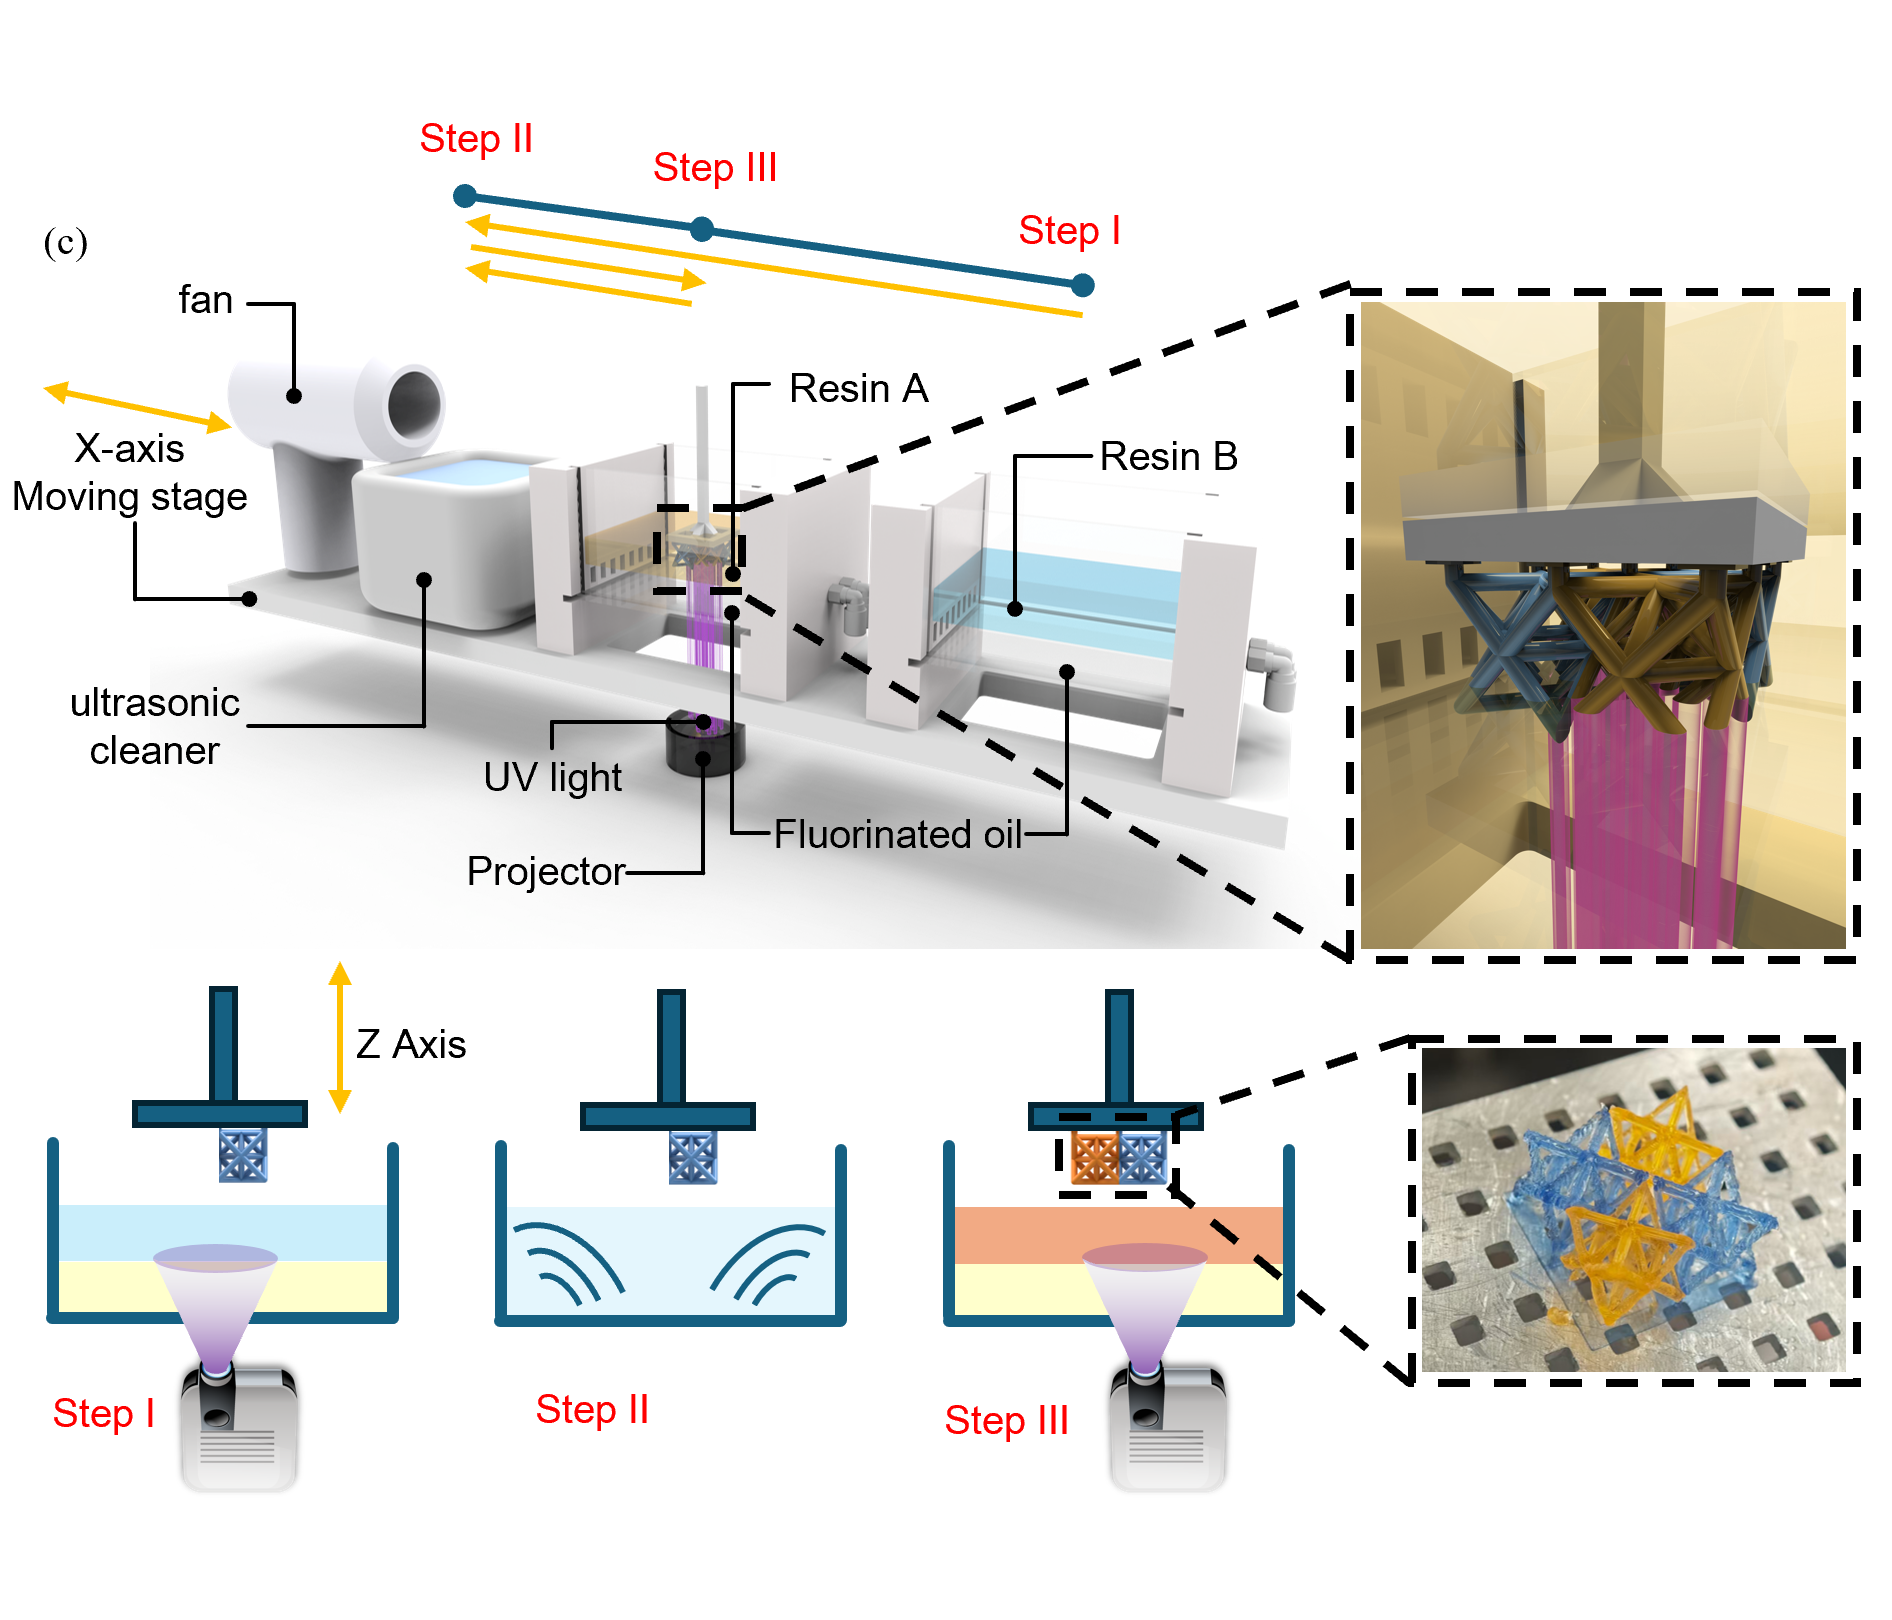 Step II
Step III
Step I
(c)
fan
Resin A
X-axis
Moving stage
Resin B
ultrasonic
cleaner
UV light
Fluorinated oil
Projector
Z Axis
Step I
Step II
Step III